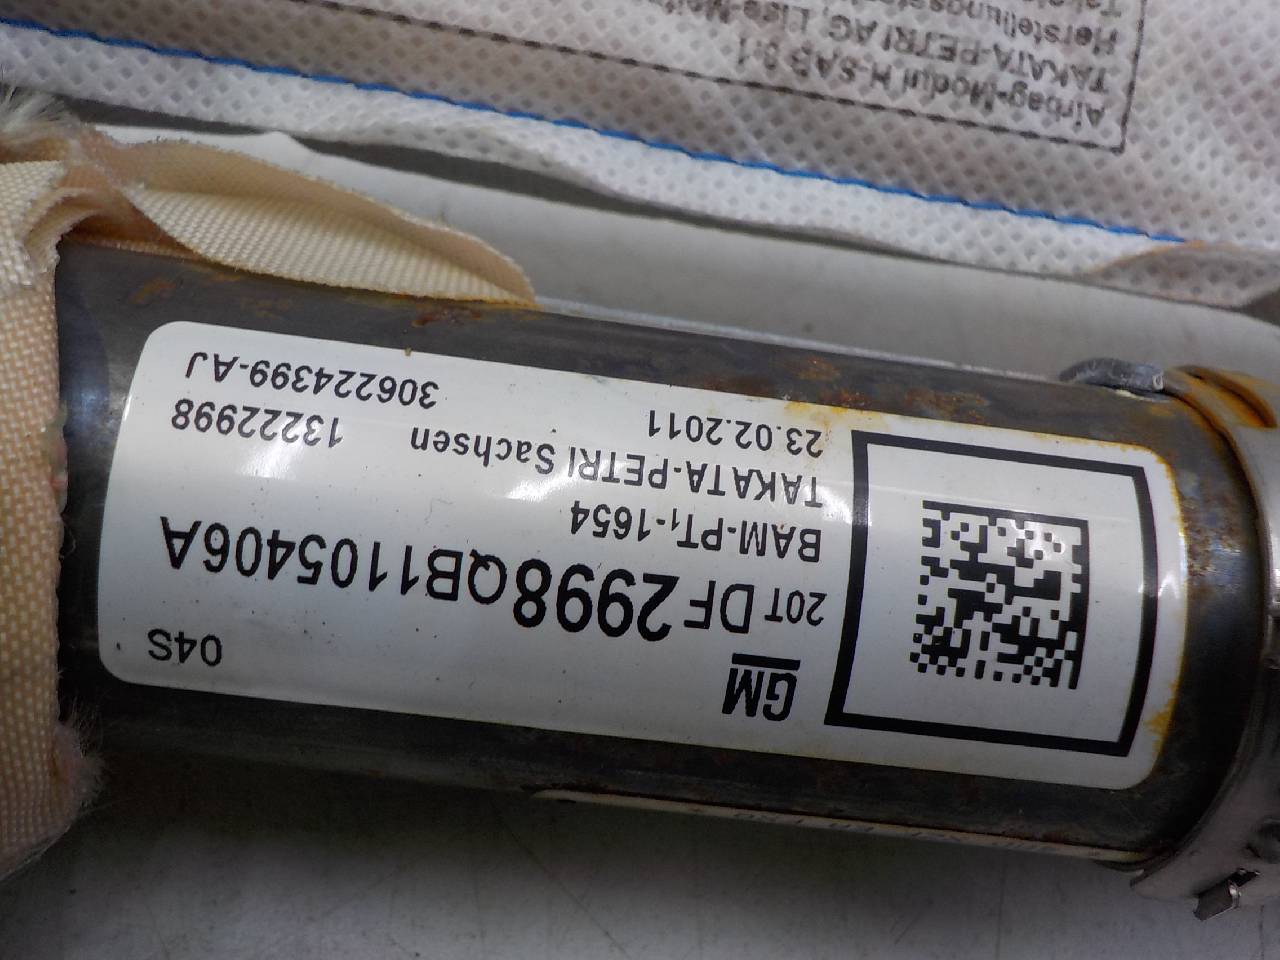 GM
04S
20T DF2998QB1105406A
BAM-PT₁-1654
TAKATA-PETRI Sachsen 13222998
23.02.2011 306224399-AJ
Airbag-Modul H-SAB 3.1
TAKATA-PETRI AG,
Herstellungsst